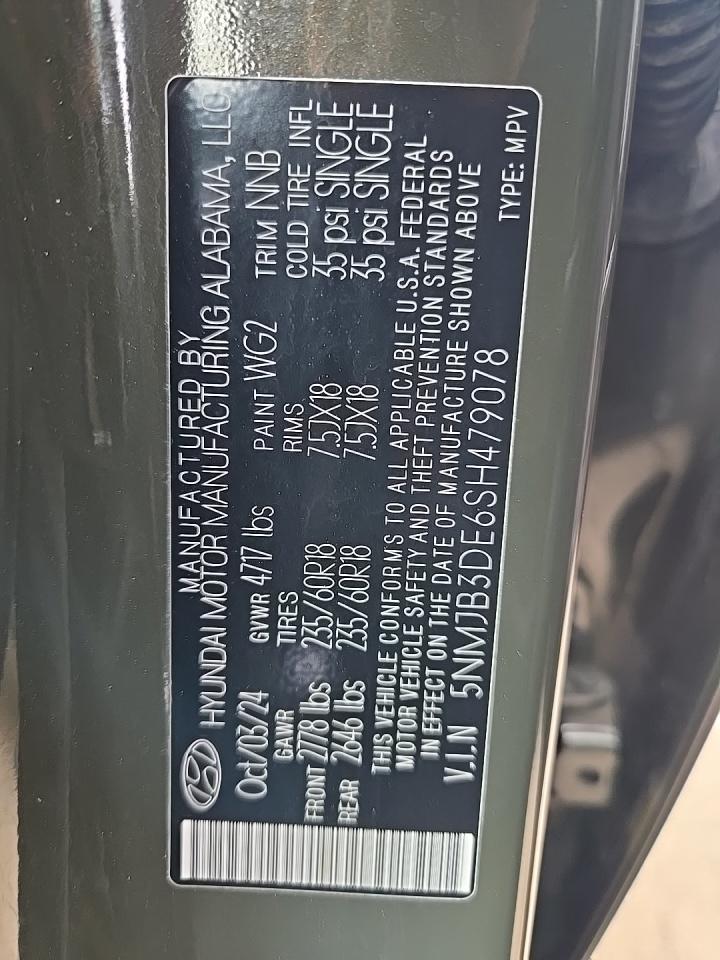 MANUFACTURED BY
HYUNDAI MOTOR MANUFACTURING ALABAMA, LLC
Oct/03/24 GVWR 4717 lbs PAINT WG2 TRIM NNB
GAWR TIRES RIMS COLD TIRE INFL
FRONT 2778 lbs 235/60R18 7.5JX18 35 psi SINGLE
REAR 2646 lbs 235/60R18 7.5JX18 35 psi SINGLE
THIS VEHICLE CONFORMS TO ALL APPLICABLE U.S.A. FEDERAL
MOTOR VEHICLE SAFETY AND THEFT PREVENTION STANDARDS
IN EFFECT ON THE DATE OF MANUFACTURE SHOWN ABOVE
V.I.N 5NMJB3DE6SH479078 TYPE: MPV